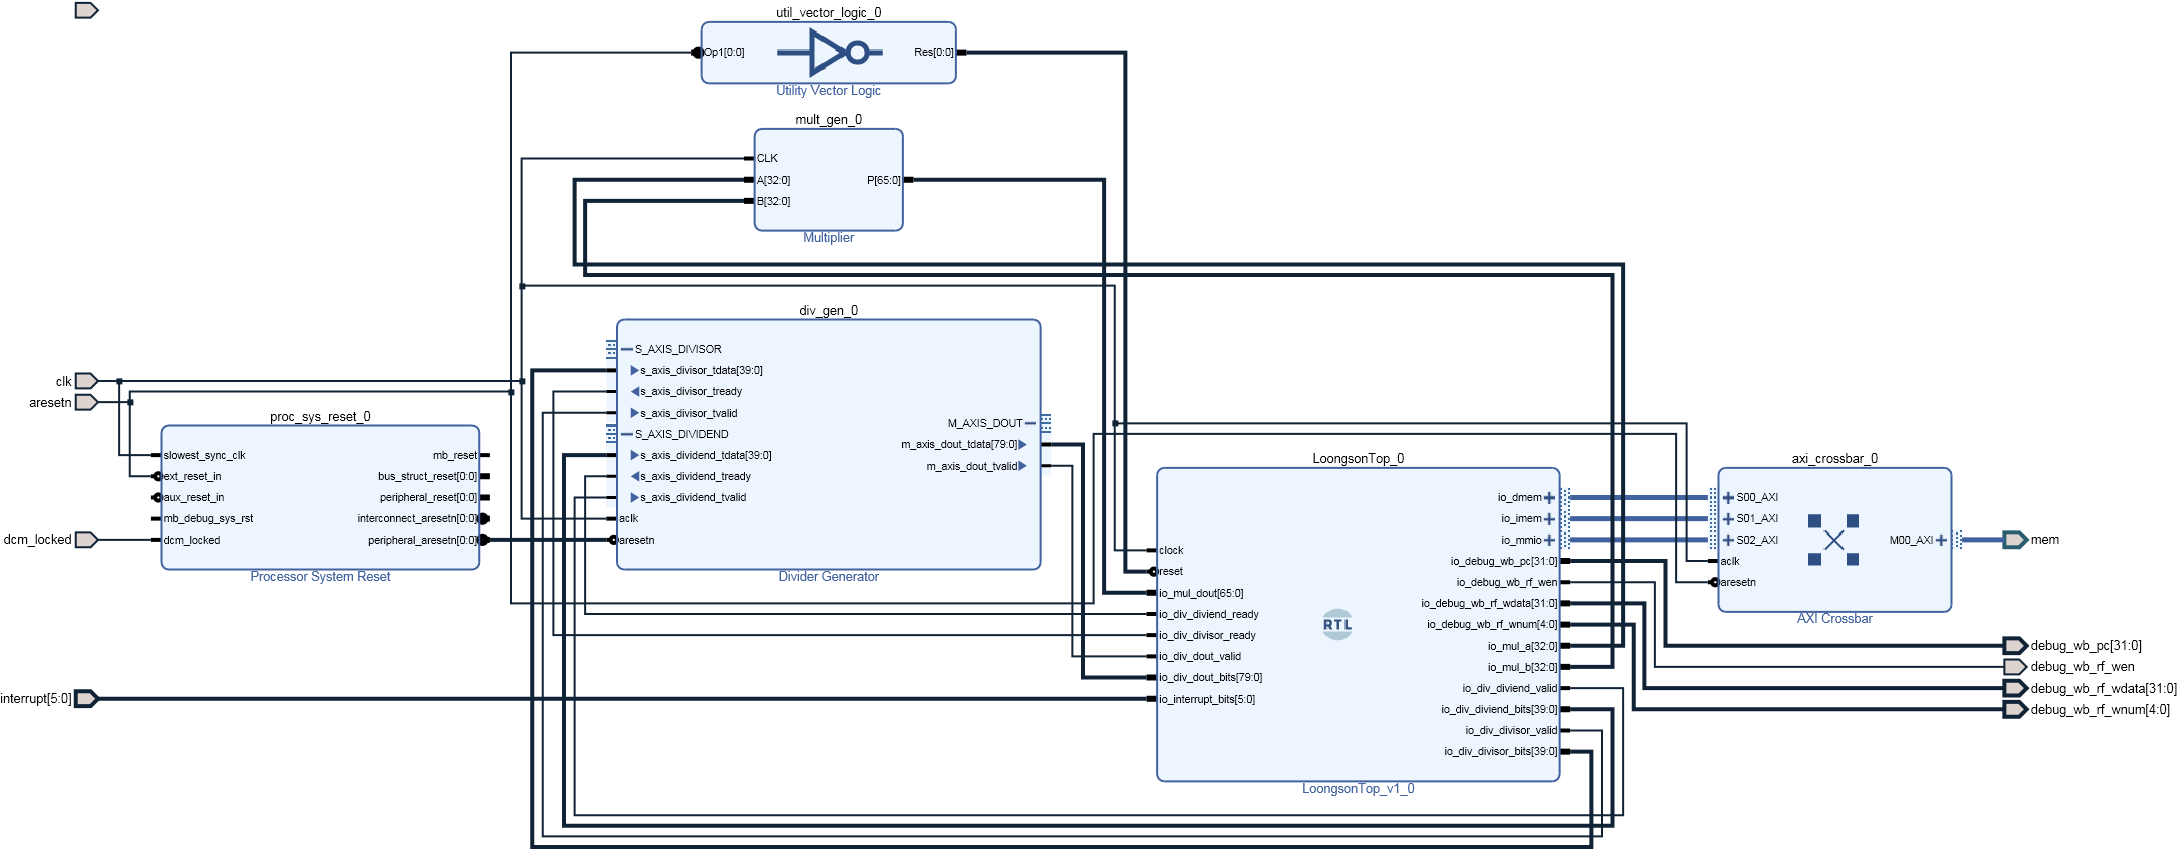 util_vector_logic_0
Op1[0:0]
Res[0:0]
Utility Vector Logic
mult_gen_0
CLK
A[32:0]
B[32:0]
P[65:0]
Multiplier
div_gen_0
S_AXIS_DIVISOR
s_axis_divisor_tdata[39:0]
s_axis_divisor_tready
s_axis_divisor_tvalid
S_AXIS_DIVIDEND
s_axis_dividend_tdata[39:0]
s_axis_dividend_tready
s_axis_dividend_tvalid
aclk
aresetn
M_AXIS_DOUT
m_axis_dout_tdata[79:0]
m_axis_dout_tvalid
Divider Generator
clk
aresetn
dcm_locked
interrupt[5:0]
proc_sys_reset_0
slowest_sync_clk
ext_reset_in
aux_reset_in
mb_debug_sys_rst
dcm_locked
mb_reset
bus_struct_reset[0:0]
peripheral_reset[0:0]
interconnect_aresetn[0:0]
peripheral_aresetn[0:0]
Processor System Reset
LoongsonTop_0
clock
reset
io_mul_dout[65:0]
io_div_diviend_ready
io_div_divisor_ready
io_div_dout_valid
io_div_dout_bits[79:0]
io_interrupt_bits[5:0]
RTL
io_dmem
io_imem
io_mmio
io_debug_wb_pc[31:0]
io_debug_wb_rf_wen
io_debug_wb_rf_wdata[31:0]
io_debug_wb_rf_wnum[4:0]
io_mul_a[32:0]
io_mul_b[32:0]
io_div_diviend_valid
io_div_diviend_bits[39:0]
io_div_divisor_valid
io_div_divisor_bits[39:0]
LoongsonTop_v1_0
axi_crossbar_0
S00_AXI
S01_AXI
S02_AXI
aclk
aresetn
M00_AXI
AXI Crossbar
mem
debug_wb_pc[31:0]
debug_wb_rf_wen
debug_wb_rf_wdata[31:0]
debug_wb_rf_wnum[4:0]